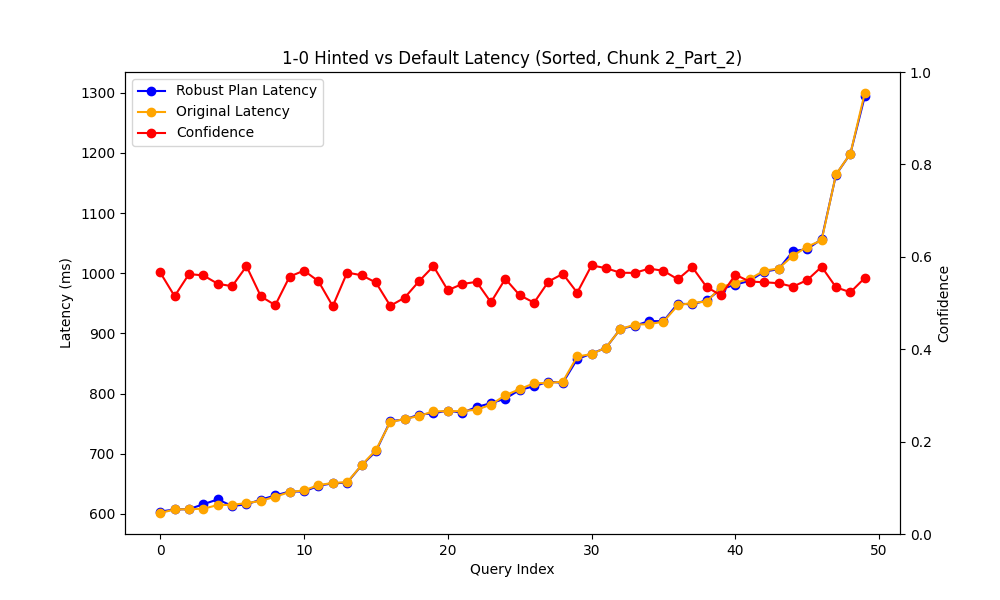 1-0 Hinted vs Default Latency (Sorted, Chunk 2_Part_2)
Robust Plan Latency
Original Latency
Confidence
Latency (ms)
1300
1200
1100
1000
900
800
700
600
1.0
0.8
0.6
0.4
0.2
0.0
Confidence
0 10 20 30 40 50
Query Index